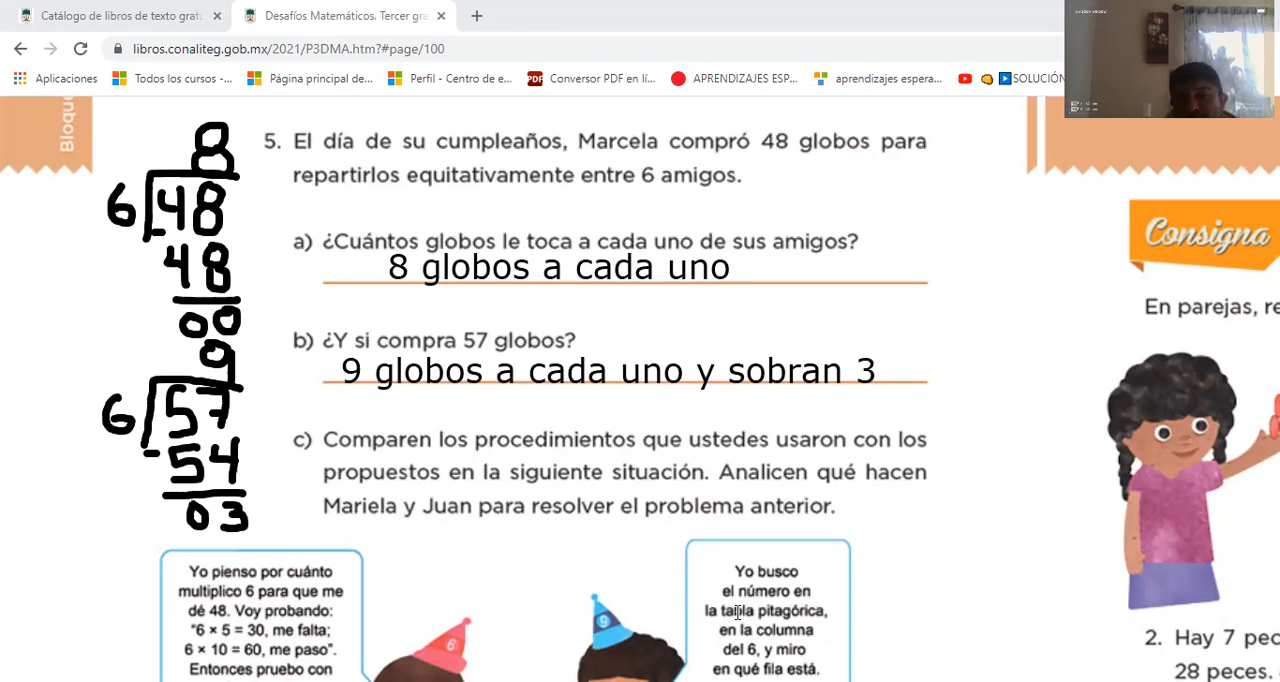 Catálogo de libros de texto gratu
Desafíos Matemáticos. Tercer gra
libros.conaliteg.gob.mx/2021/P3DMA.htm?#page/100
Aplicaciones
Todos los cursos -...
Página principal de...
Perfil - Centro de e...
PDF
Conversor PDF en lí...
APRENDIZAJES ESP...
aprendizajes espera...
SOLUCIÓN
Bloque
8
6 48
- 48
00
9
6 57
- 54
03
5. El día de su cumpleaños, Marcela compró 48 globos para
repartirlos equitativamente entre 6 amigos.
a) ¿Cuántos globos le toca a cada uno de sus amigos?
8 globos a cada uno
b) ¿Y si compra 57 globos?
9 globos a cada uno y sobran 3
c) Comparen los procedimientos que ustedes usaron con los
propuestos en la siguiente situación. Analicen qué hacen
Mariela y Juan para resolver el problema anterior.
Yo pienso por cuánto
multiplico 6 para que me
dé 48. Voy probando:
"6 × 5 = 30, me falta;
6 × 10 = 60, me paso".
Entonces pruebo con
6
9
Yo busco
el número en
la tabla pitagórica,
en la columna
del 6, y miro
en qué fila está.
Consigna
En parejas, re
2. Hay 7 pec
28 peces.